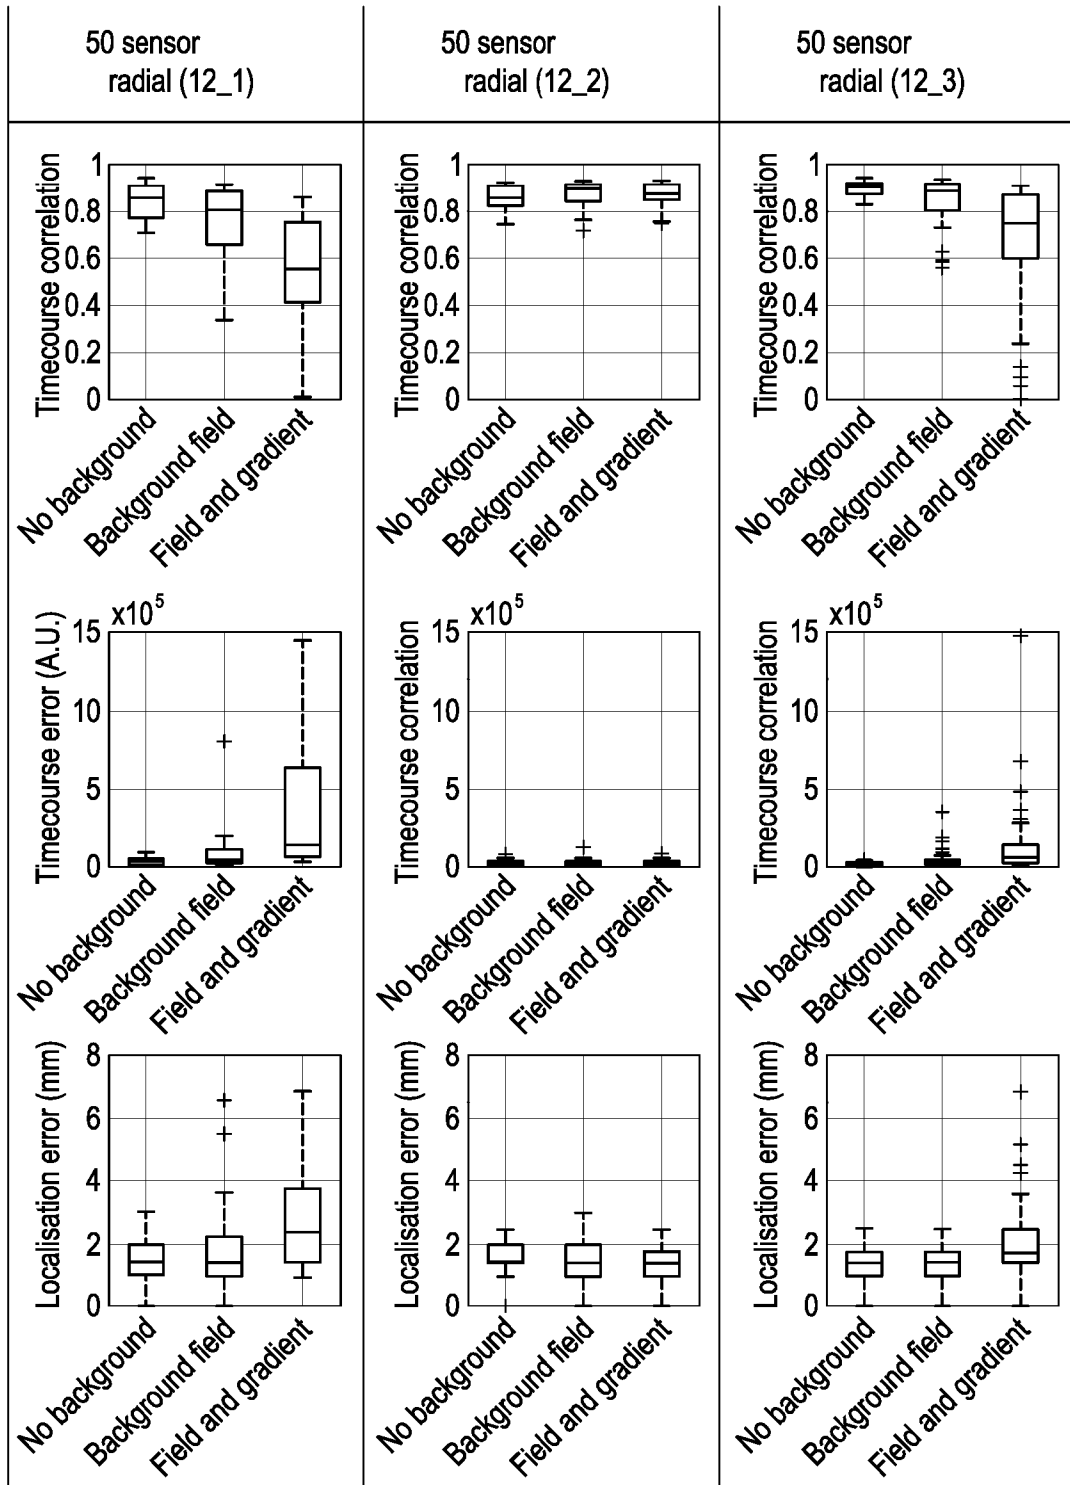 50 sensor
radial (12_1)
50 sensor
radial (12_2)
50 sensor
radial (12_3)
Timecourse correlation
1
0.8
0.6
0.4
0.2
0
No background
Background field
Field and gradient
Timecourse correlation
1
0.8
0.6
0.4
0.2
0
No background
Background field
Field and gradient
Timecourse correlation
1
0.8
0.6
0.4
0.2
0
No background
Background field
Field and gradient
Timecourse error (A.U.)
x10^5
15
10
5
0
No background
Background field
Field and gradient
Timecourse correlation
x10^5
15
10
5
0
No background
Background field
Field and gradient
Timecourse correlation
x10^5
15
10
5
0
No background
Background field
Field and gradient
Localisation error (mm)
8
6
4
2
0
No background
Background field
Field and gradient
Localisation error (mm)
8
6
4
2
0
No background
Background field
Field and gradient
Localisation error (mm)
8
6
4
2
0
No background
Background field
Field and gradient